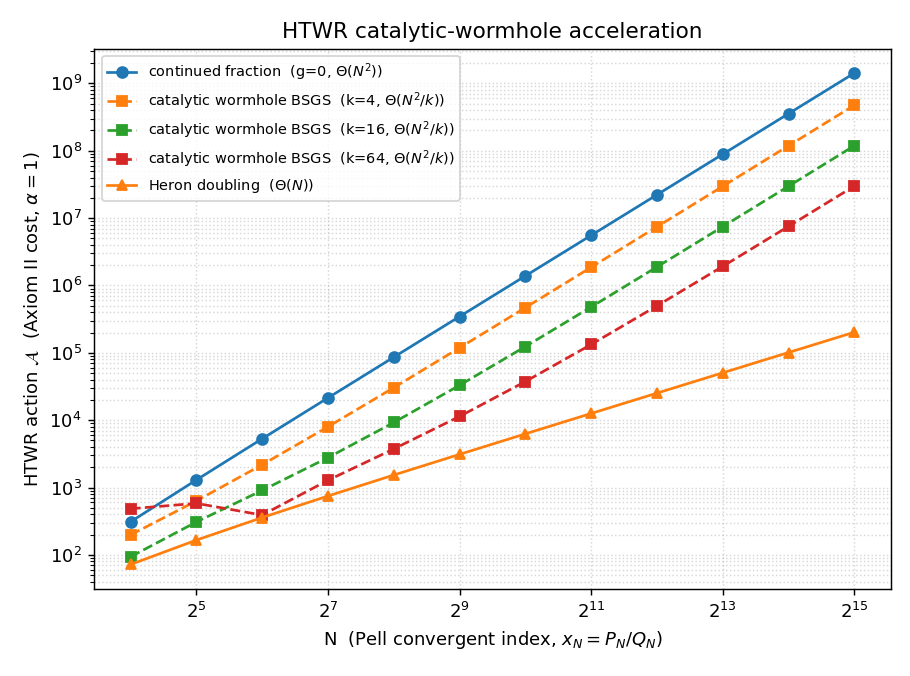 HTWR catalytic-wormhole acceleration
continued fraction (g=0, Θ(N²))
catalytic wormhole BSGS (k=4, Θ(N²/k))
catalytic wormhole BSGS (k=16, Θ(N²/k))
catalytic wormhole BSGS (k=64, Θ(N²/k))
Heron doubling (Θ(N))
HTWR action 𝒜 (Axiom II cost, α = 1)
10⁹
10⁸
10⁷
10⁶
10⁵
10⁴
10³
10²
2⁵ 2⁷ 2⁹ 2¹¹ 2¹³ 2¹⁵
N (Pell convergent index, x_N = P_N/Q_N)